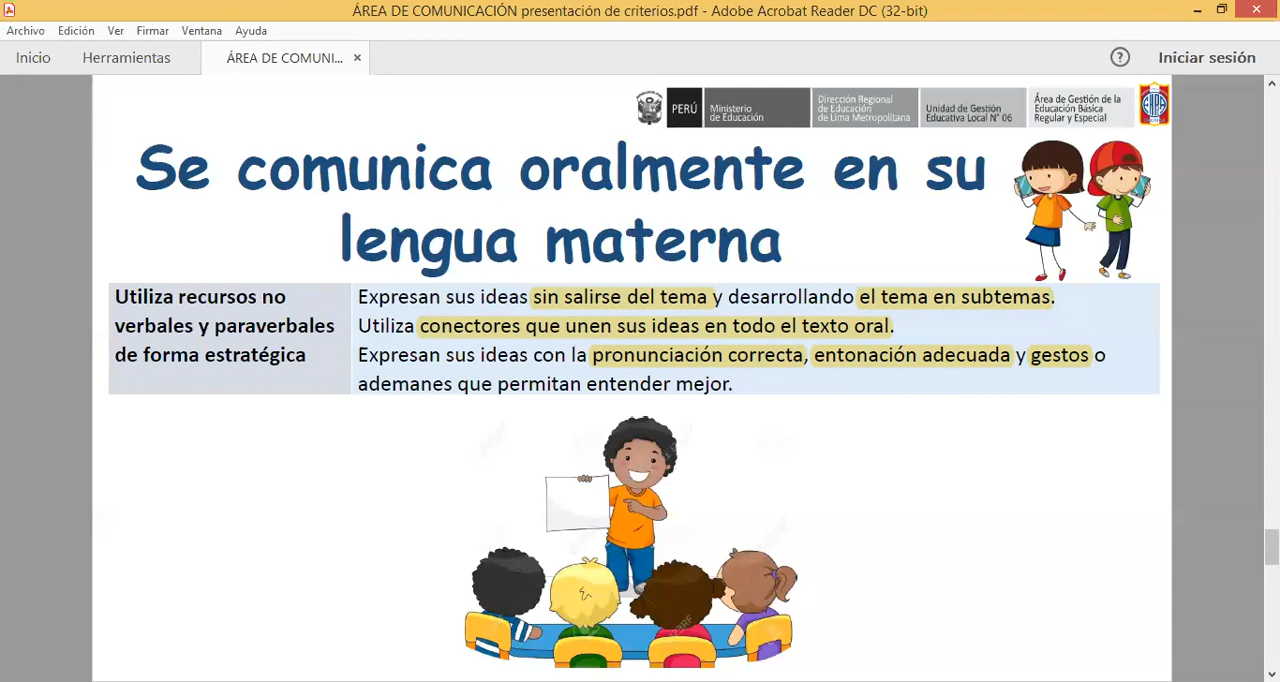 ÁREA DE COMUNICACIÓN presentación de criterios.pdf - Adobe Acrobat Reader DC (32-bit)
Archivo Edición Ver Firmar Ventana Ayuda
Inicio Herramientas ÁREA DE COMUNI... × ? Iniciar sesión
PERÚ
Ministerio
de Educación
Dirección Regional
de Educación
de Lima Metropolitana
Unidad de Gestión
Educativa Local N° 06
Área de Gestión de la
Educación Básica
Regular y Especial
Se comunica oralmente en su
lengua materna
Utiliza recursos no
verbales y paraverbales
de forma estratégica
Expresan sus ideas sin salirse del tema y desarrollando el tema en subtemas.
Utiliza conectores que unen sus ideas en todo el texto oral.
Expresan sus ideas con la pronunciación correcta, entonación adecuada y gestos o
ademanes que permitan entender mejor.